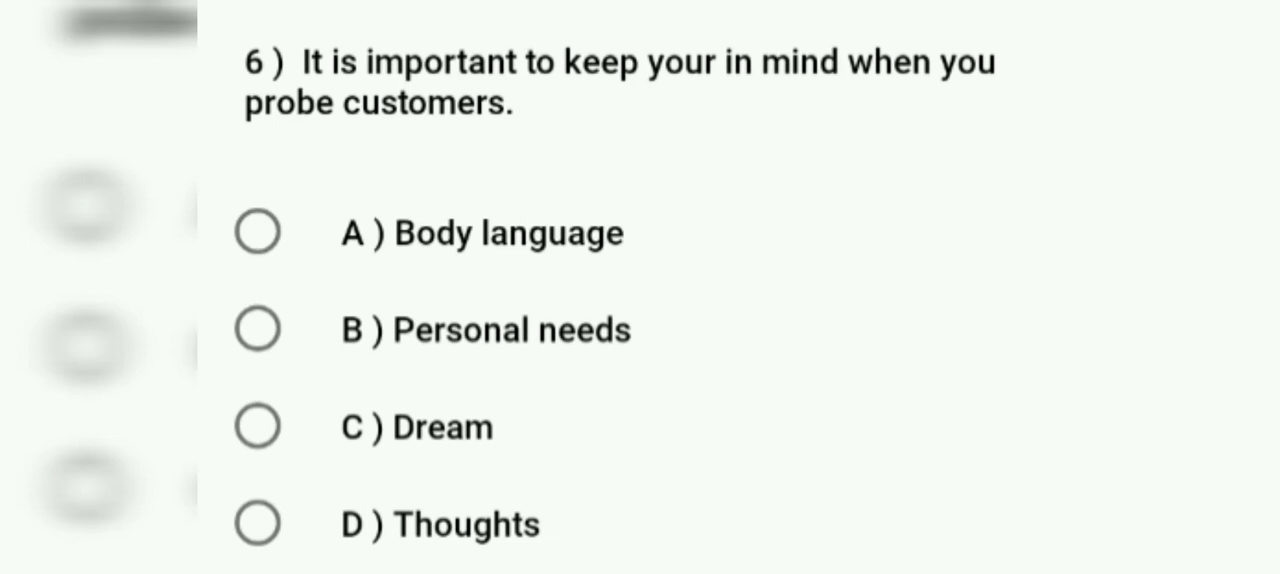 6 ) It is important to keep your in mind when you
probe customers.
A ) Body language
B ) Personal needs
C ) Dream
D ) Thoughts